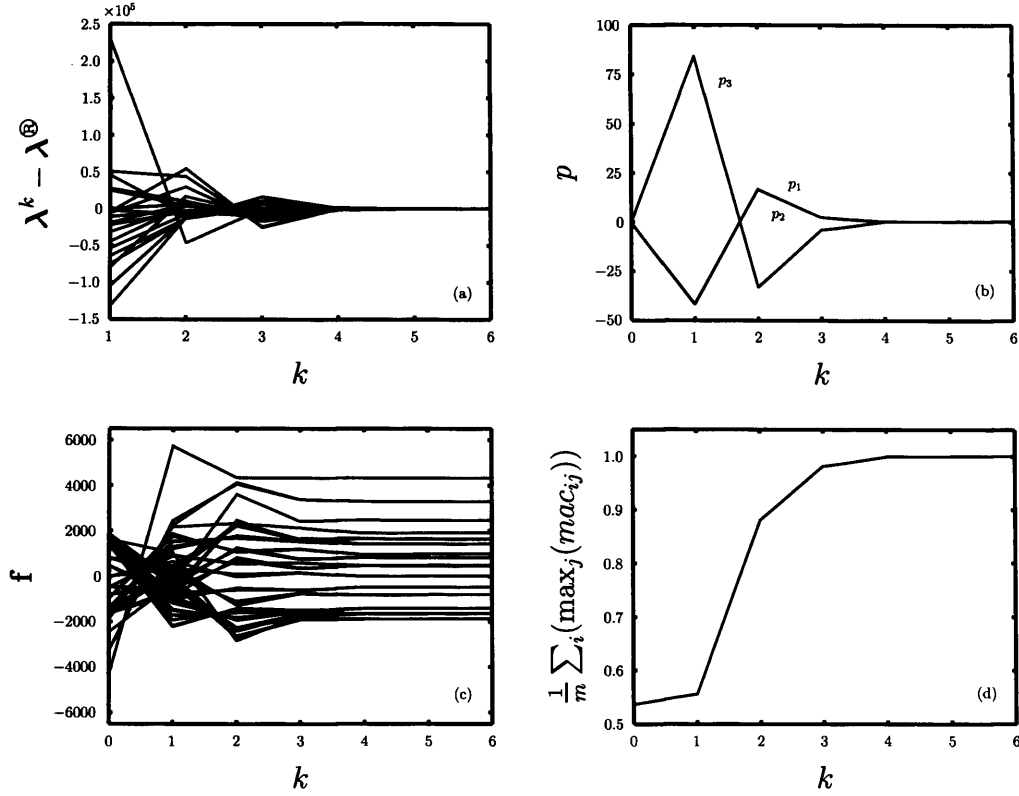 ×10⁵
2.5
2.0
1.5
1.0
0.5
0
−0.5
−1.0
−1.5
λᵏ − λ^Ⓡ
(a)
1 2 3 4 5 6
k
100
75
50
25
0
−25
−50
p
p₃
p₁
p₂
(b)
0 1 2 3 4 5 6
k
6000
4000
2000
0
−2000
−4000
−6000
f
(c)
0 1 2 3 4 5 6
k
1.0
0.9
0.8
0.7
0.6
0.5
1/m ∑ᵢ(maxⱼ(macᵢⱼ))
(d)
0 1 2 3 4 5 6
k